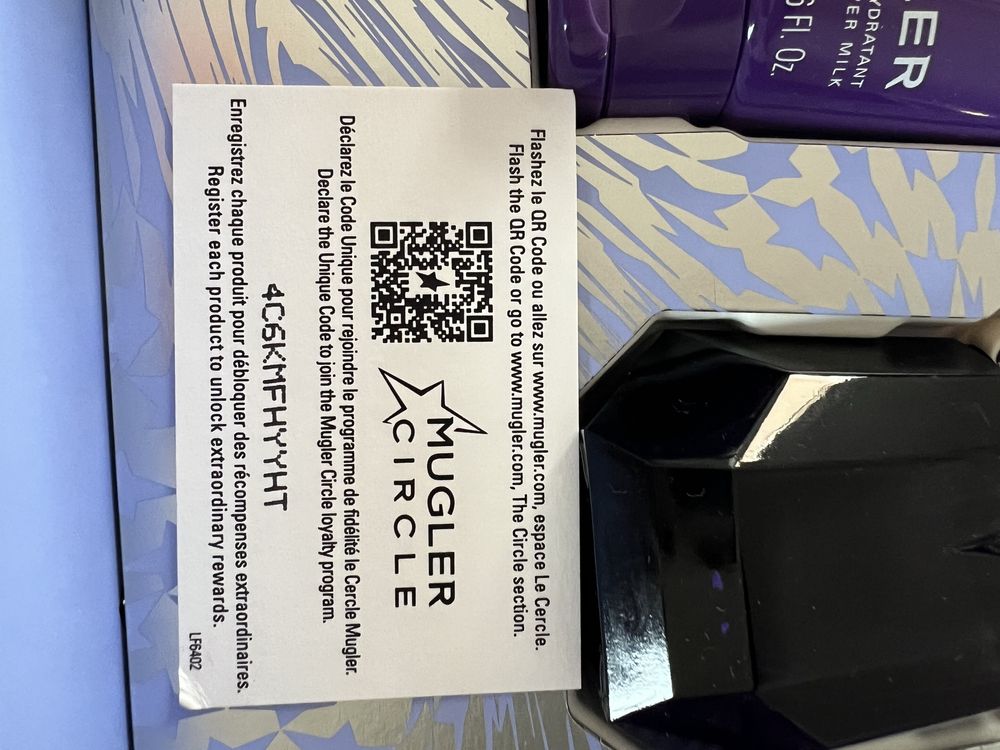 Flashez le QR Code ou allez sur www.mugler.com, espace Le Cercle.
Flash the QR Code or go to www.mugler.com, The Circle section.
MUGLER
CIRCLE
Déclarez le Code Unique pour rejoindre le programme de fidélité le Cercle Mugler.
Declare the Unique Code to join the Mugler Circle loyalty program.
4C6KMFHYYHT
Enregistrez chaque produit pour débloquer des récompenses extraordinaires.
Register each product to unlock extraordinary rewards.
LF6402
LER
YDRATANT
ER MILK
Fl. Oz.